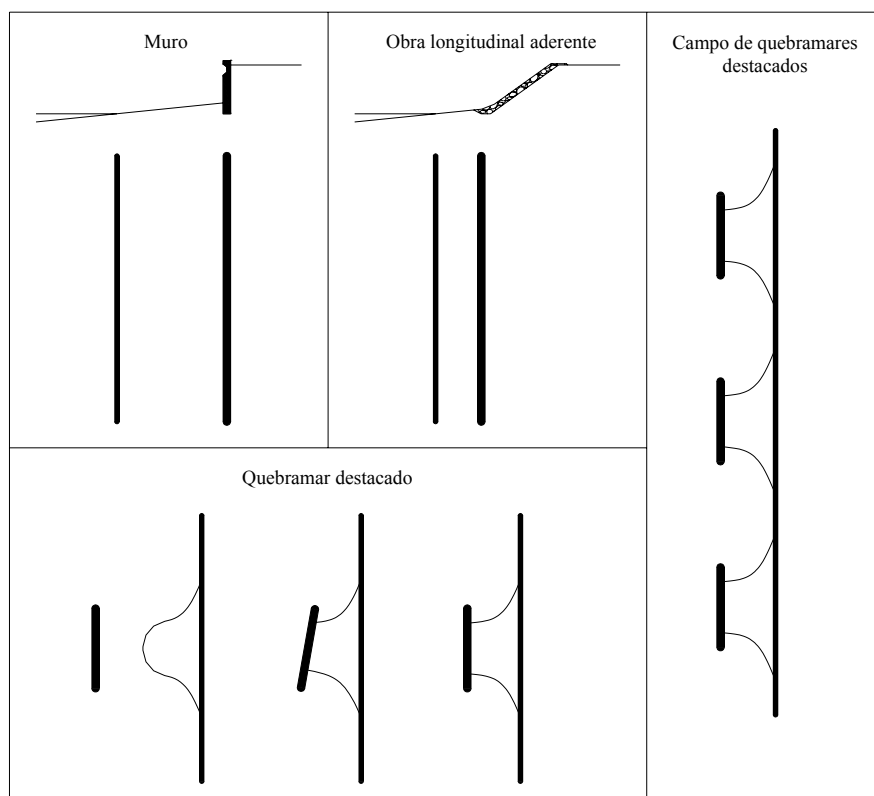 Muro
Obra longitudinal aderente
Campo de quebramares
destacados
Quebramar destacado